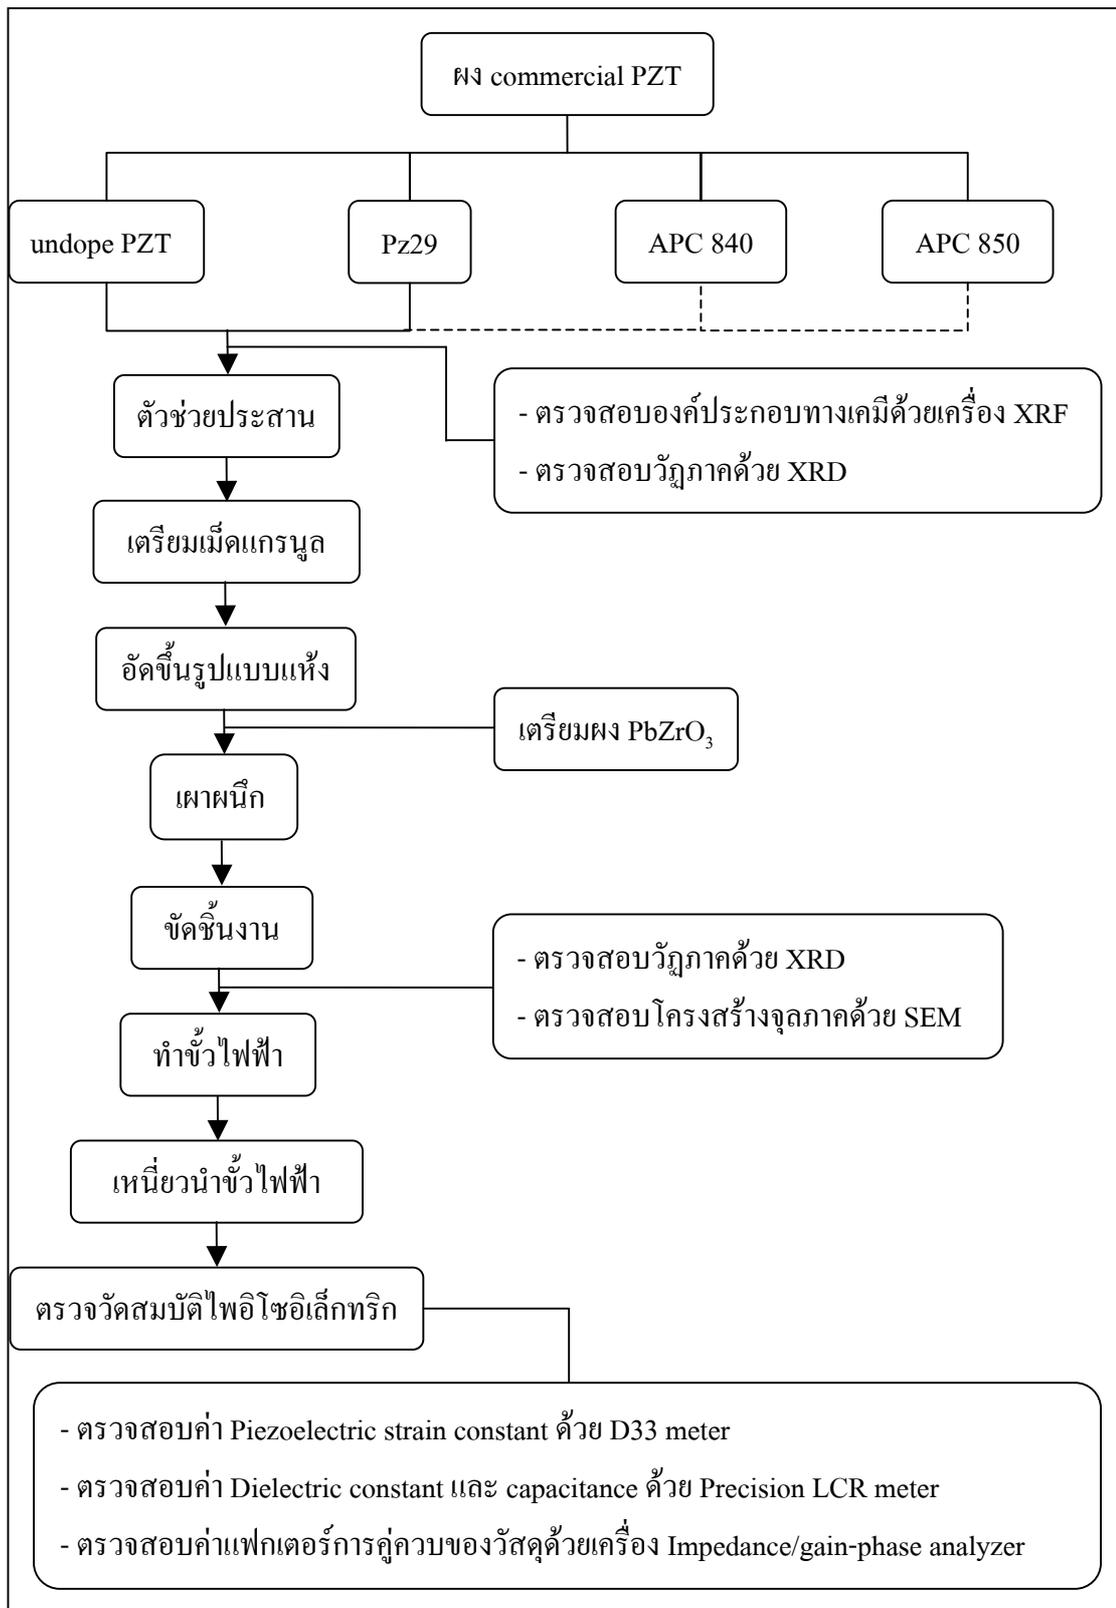 ผง commercial PZT
undope PZT
Pz29
APC 840
APC 850
ตัวช่วยประสาน
- ตรวจสอบองค์ประกอบทางเคมีด้วยเครื่อง XRF
- ตรวจสอบวัฏภาคด้วย XRD
เตรียมเม็ดแกรนูล
อัดขึ้นรูปแบบแห้ง
เตรียมผง PbZrO₃
เผาผนึก
ขัดชิ้นงาน
- ตรวจสอบวัฏภาคด้วย XRD
- ตรวจสอบโครงสร้างจุลภาคด้วย SEM
ทำขั้วไฟฟ้า
เหนี่ยวนำขั้วไฟฟ้า
ตรวจวัดสมบัติไพอิโซอิเล็กทริก
- ตรวจสอบค่า Piezoelectric strain constant ด้วย D33 meter
- ตรวจสอบค่า Dielectric constant และ capacitance ด้วย Precision LCR meter
- ตรวจสอบค่าแฟกเตอร์การคู่ควบของวัสดุด้วยเครื่อง Impedance/gain-phase analyzer